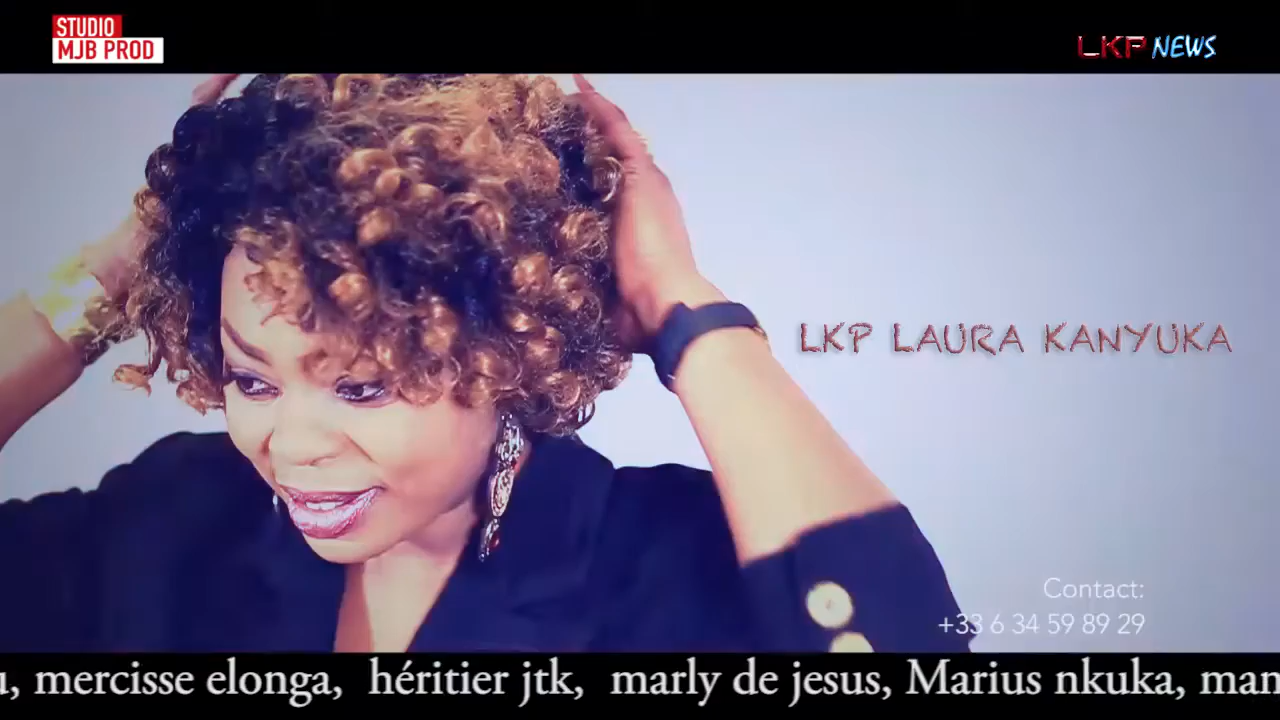 STUDIO
MJB PROD
LKP NEWS
LKP LAURA KANYUKA
Contact:
+33 6 34 59 89 29
, mercisse elonga, héritier jtk, marly de jesus, Marius nkuka,